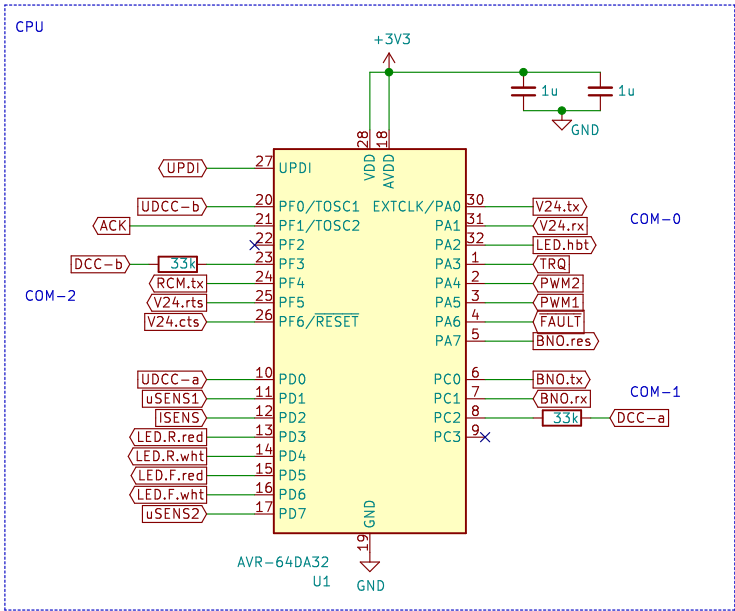 CPU
+3V3
1u
1u
GND
28
18
VDD
AVDD
UPDI 27 UPDI
UDCC-b 20 PF0/TOSC1
ACK 21 PF1/TOSC2
22 PF2
DCC-b 33k 23 PF3
RCM.tx 24 PF4
V24.rts 25 PF5
V24.cts 26 PF6/RESET
COM-2
EXTCLK/PA0 30 V24.tx
PA1 31 V24.rx
PA2 32 LED.hbt
PA3 1 TRQ
PA4 2 PWM2
PA5 3 PWM1
PA6 4 FAULT
PA7 5 BNO.res
COM-0
UDCC-a 10 PD0
uSENS1 11 PD1
ISENS 12 PD2
LED.R.red 13 PD3
LED.R.wht 14 PD4
LED.F.red 15 PD5
LED.F.wht 16 PD6
uSENS2 17 PD7
PC0 6 BNO.tx
PC1 7 BNO.rx
PC2 8 33k DCC-a
PC3 9
COM-1
GND
19
GND
AVR-64DA32
U1